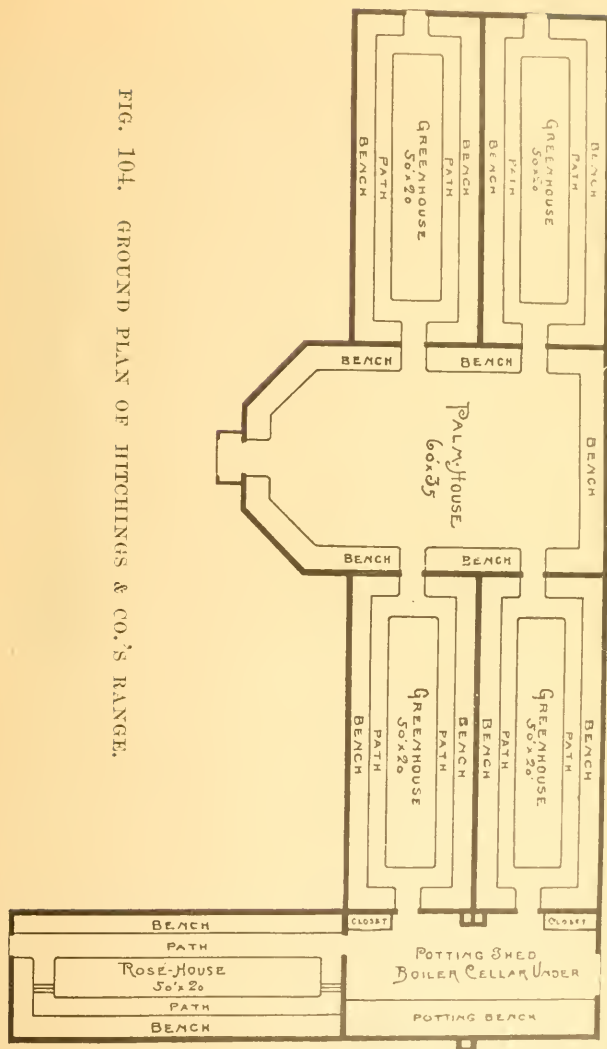 FIG. 104. GROUND PLAN OF HITCHINGS & CO.'S RANGE.
BENCH
PATH
GREENHOUSE
50'x20'
PATH
BENCH
BENCH
PATH
GREENHOUSE
50'x20
PATH
BENCH
BENCH
BENCH
BENCH
PALM-HOUSE
60'x35
BENCH
BENCH
BENCH
PATH
GREENHOUSE
50'x20'
PATH
BENCH
BENCH
PATH
GREENHOUSE
50'x20
PATH
BENCH
CLOSET
CLOSET
POTTING SHED
BOILER CELLAR UNDER
POTTING BENCH
BENCH
PATH
ROSE-HOUSE
50'x20
PATH
BENCH